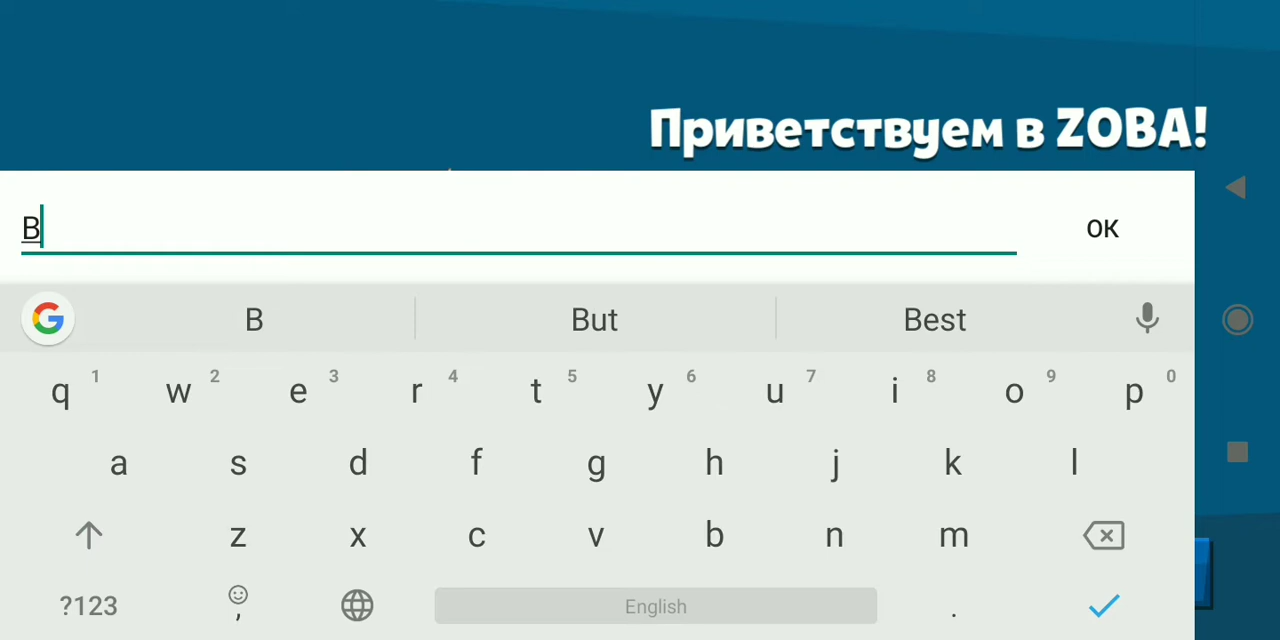 Приветствуем в ZOBA!
B
ОК
B But Best
q 1 w 2 e 3 r 4 t 5 y 6 u 7 i 8 o 9 p 0
a s d f g h j k l
z x c v b n m
?123 , English .